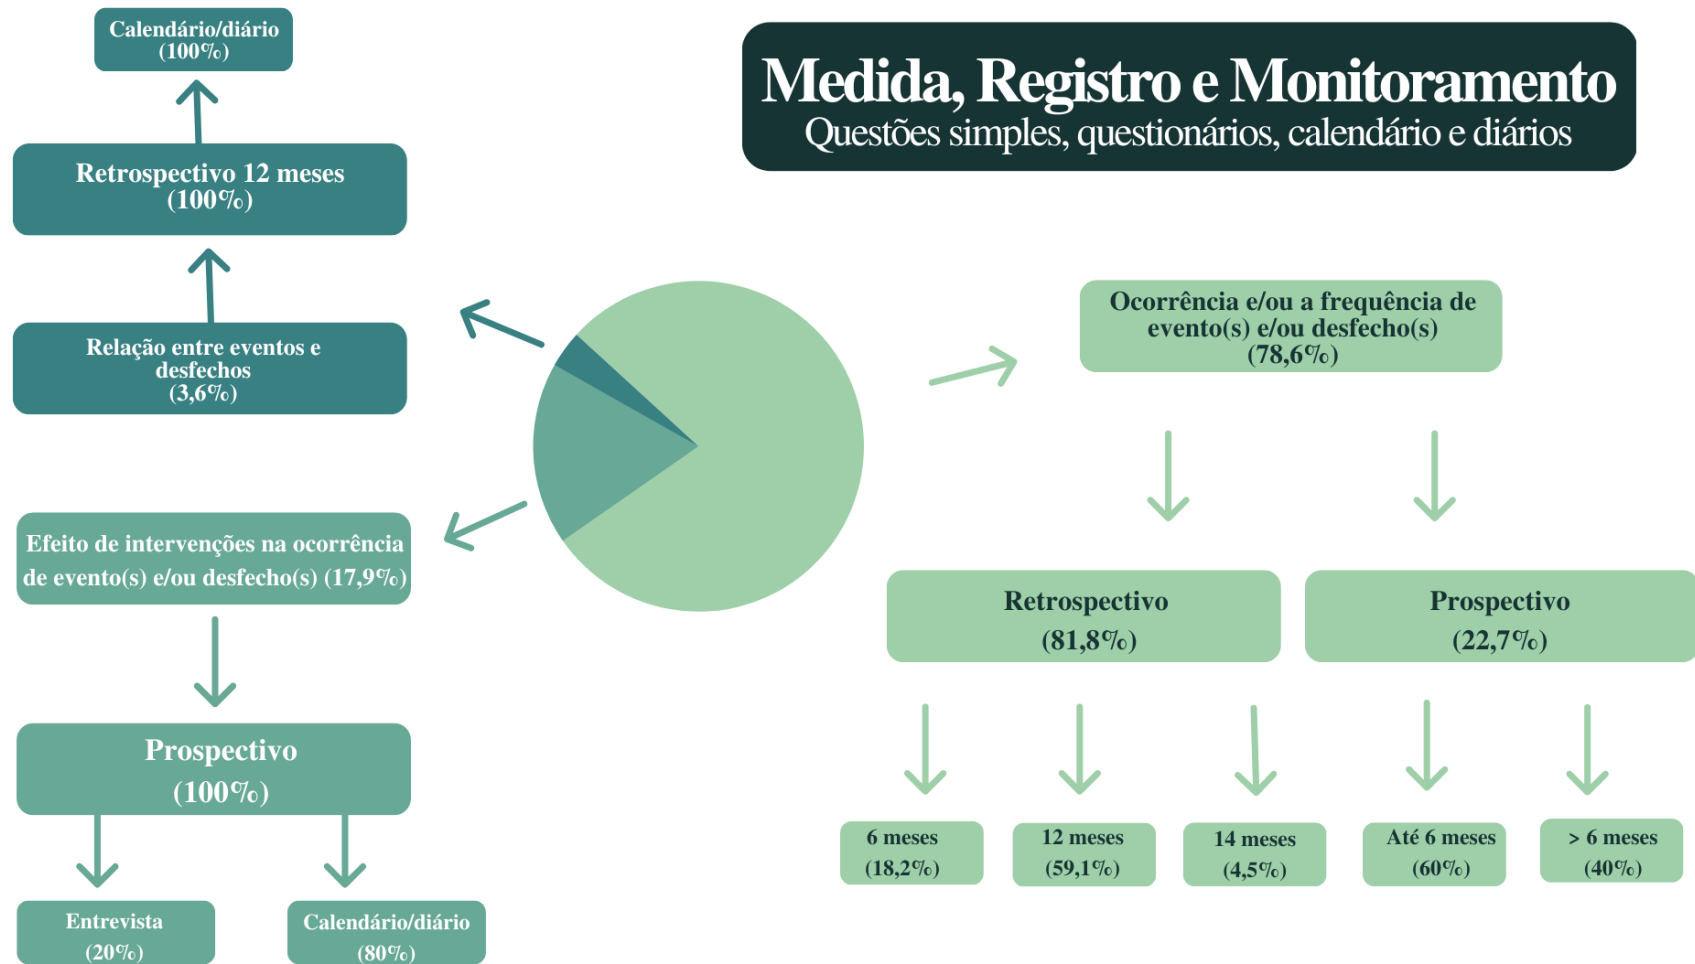 Medida, Registro e Monitoramento
Questões simples, questionários, calendário e diários
Calendário/diário
(100%)
Retrospectivo 12 meses
(100%)
Relação entre eventos e
desfechos
(3,6%)
Efeito de intervenções na ocorrência
de evento(s) e/ou desfecho(s) (17,9%)
Prospectivo
(100%)
Entrevista
(20%)
Calendário/diário
(80%)
Ocorrência e/ou a frequência de
evento(s) e/ou desfecho(s)
(78,6%)
Retrospectivo
(81,8%)
Prospectivo
(22,7%)
6 meses
(18,2%)
12 meses
(59,1%)
14 meses
(4,5%)
Até 6 meses
(60%)
> 6 meses
(40%)